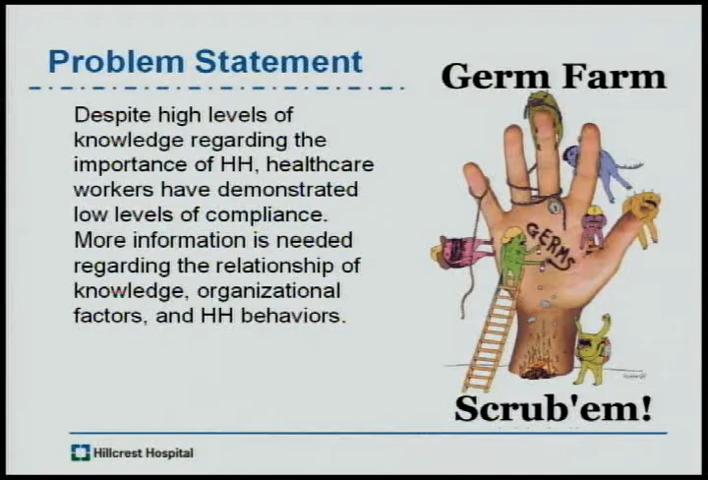 Problem Statement
Despite high levels of
knowledge regarding the
importance of HH, healthcare
workers have demonstrated
low levels of compliance.
More information is needed
regarding the relationship of
knowledge, organizational
factors, and HH behaviors.
Germ Farm
GERMS
Scrub'em!
Hillcrest Hospital